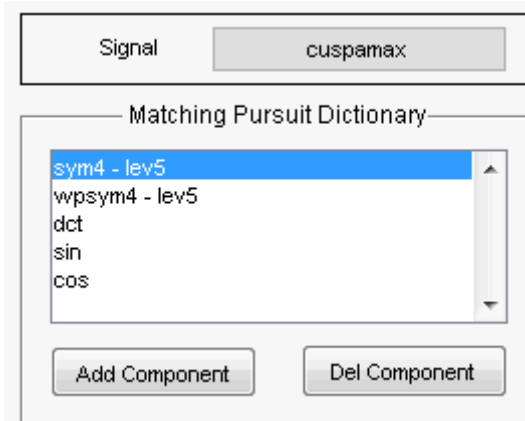 Signal cuspamax
Matching Pursuit Dictionary
sym4 - lev5
wpsym4 - lev5
dct
sin
cos
Add Component Del Component